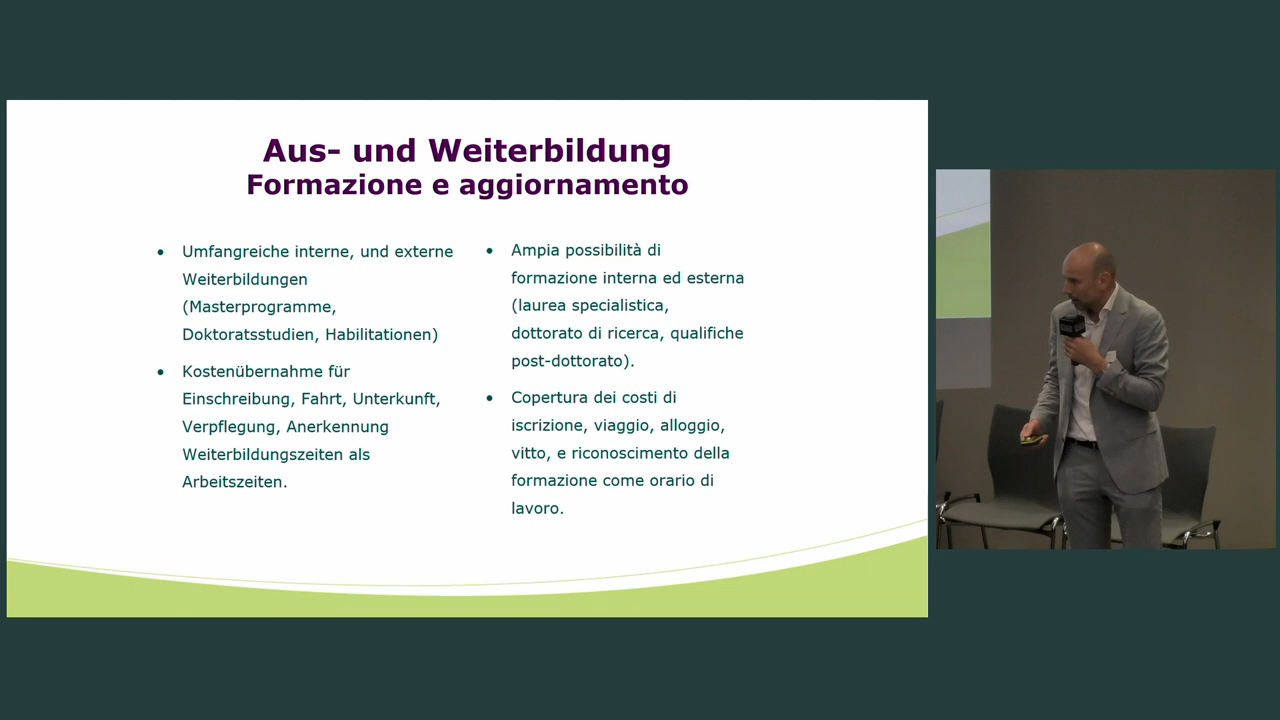 Aus- und Weiterbildung
Formazione e aggiornamento
• Umfangreiche interne, und externe
Weiterbildungen
(Masterprogramme,
Doktoratsstudien, Habilitationen)
• Kostenübernahme für
Einschreibung, Fahrt, Unterkunft,
Verpflegung, Anerkennung
Weiterbildungszeiten als
Arbeitszeiten.
• Ampia possibilità di
formazione interna ed esterna
(laurea specialistica,
dottorato di ricerca, qualifiche
post-dottorato).
• Copertura dei costi di
iscrizione, viaggio, alloggio,
vitto, e riconoscimento della
formazione come orario di
lavoro.